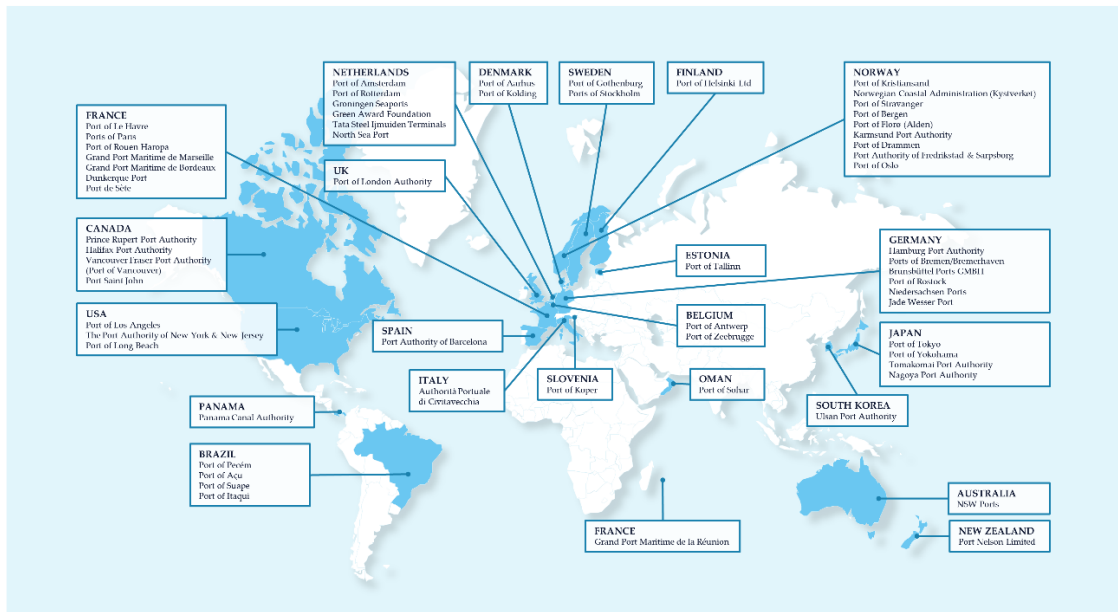 NETHERLANDS
Port of Amsterdam
Port of Rotterdam
Groningen Seaports
Green Award Foundation
Tata Steel Ijmuiden Terminals
North Sea Port
DENMARK
Port of Aarhus
Port of Kolding
SWEDEN
Port of Gothenburg
Ports of Stockholm
FINLAND
Port of Helsinki Ltd
NORWAY
Port of Kristiansand
Norwegian Coastal Administration (Kystverket)
Port of Stravanger
Port of Bergen
Port of Florø (Alden)
Karmsund Port Authority
Port of Drammen
Port Authority of Fredrikstad & Sarpsborg
Port of Oslo
FRANCE
Port of Le Havre
Ports of Paris
Port of Rouen Haropa
Grand Port Maritime de Marseille
Grand Port Maritime de Bordeaux
Dunkerque Port
Port de Sète
UK
Port of London Authority
CANADA
Prince Rupert Port Authority
Halifax Port Authority
Vancouver Fraser Port Authority
(Port of Vancouver)
Port Saint John
ESTONIA
Port of Tallinn
GERMANY
Hamburg Port Authority
Ports of Bremen/Bremerhaven
Brunsbüttel Ports GMBH
Port of Rostock
Niedersachsen Ports
Jade Wesser Port
USA
Port of Los Angeles
The Port Authority of New York & New Jersey
Port of Long Beach
SPAIN
Port Authority of Barcelona
BELGIUM
Port of Antwerp
Port of Zeebrugge
JAPAN
Port of Tokyo
Port of Yokohama
Tomakomai Port Authority
Nagoya Port Authority
ITALY
Authorità Portuale
di Civitavecchia
SLOVENIA
Port of Koper
OMAN
Port of Sohar
SOUTH KOREA
Ulsan Port Authority
PANAMA
Panama Canal Authority
BRAZIL
Port of Pecém
Port of Açu
Port of Suape
Port of Itaqui
AUSTRALIA
NSW Ports
FRANCE
Grand Port Maritime de la Réunion
NEW ZEALAND
Port Nelson Limited